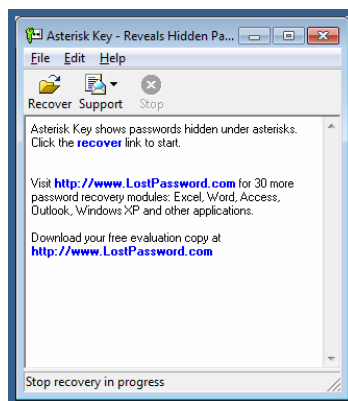 Asterisk Key - Reveals Hidden Pa...
File Edit Help
Recover Support Stop
Asterisk Key shows passwords hidden under asterisks.
Click the recover link to start.
Visit http://www.LostPassword.com for 30 more
password recovery modules: Excel, Word, Access,
Outlook, Windows XP and other applications.
Download your free evaluation copy at
http://www.LostPassword.com
Stop recovery in progress